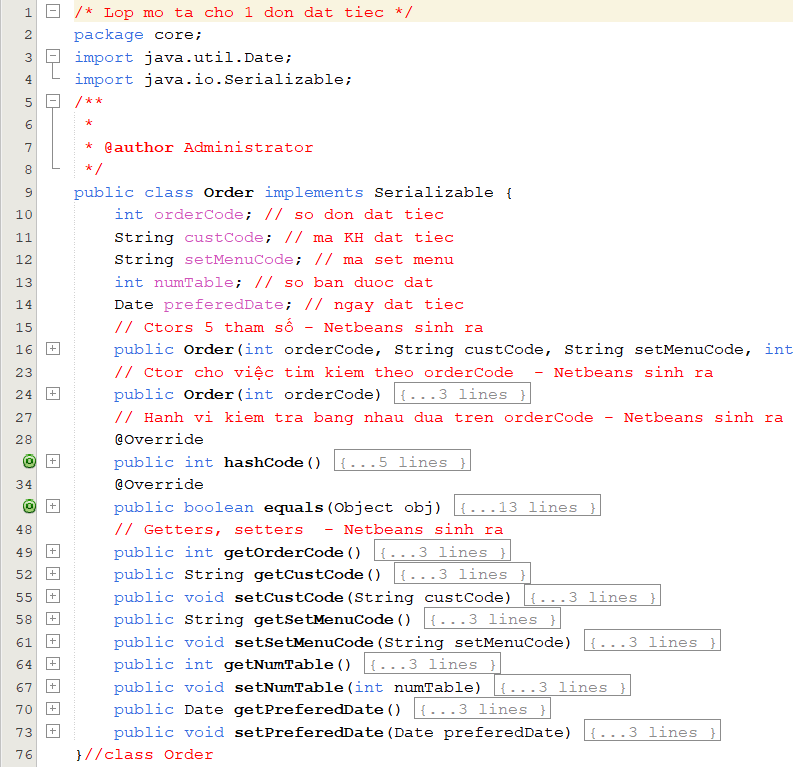 1 /* Lop mo ta cho 1 don dat tiec */
2 package core;
3 import java.util.Date;
4 import java.io.Serializable;
5 /**
6 *
7 * @author Administrator
8 */
9 public class Order implements Serializable {
10 int orderCode; // so don dat tiec
11 String custCode; // ma KH dat tiec
12 String setMenuCode; // ma set menu
13 int numTable; // so ban duoc dat
14 Date preferedDate; // ngay dat tiec
15 // Ctors 5 tham số - Netbeans sinh ra
16 public Order(int orderCode, String custCode, String setMenuCode, int
23 // Ctor cho việc tim kiem theo orderCode - Netbeans sinh ra
24 public Order(int orderCode) {...3 lines }
27 // Hanh vi kiem tra bang nhau dua tren orderCode - Netbeans sinh ra
28 @Override
public int hashCode() {...5 lines }
34 @Override
public boolean equals(Object obj) {...13 lines }
48 // Getters, setters - Netbeans sinh ra
49 public int getOrderCode() {...3 lines }
52 public String getCustCode() {...3 lines }
55 public void setCustCode(String custCode) {...3 lines }
58 public String getSetMenuCode() {...3 lines }
61 public void setSetMenuCode(String setMenuCode) {...3 lines }
64 public int getNumTable() {...3 lines }
67 public void setNumTable(int numTable) {...3 lines }
70 public Date getPreferedDate() {...3 lines }
73 public void setPreferedDate(Date preferedDate) {...3 lines }
76 }//class Order